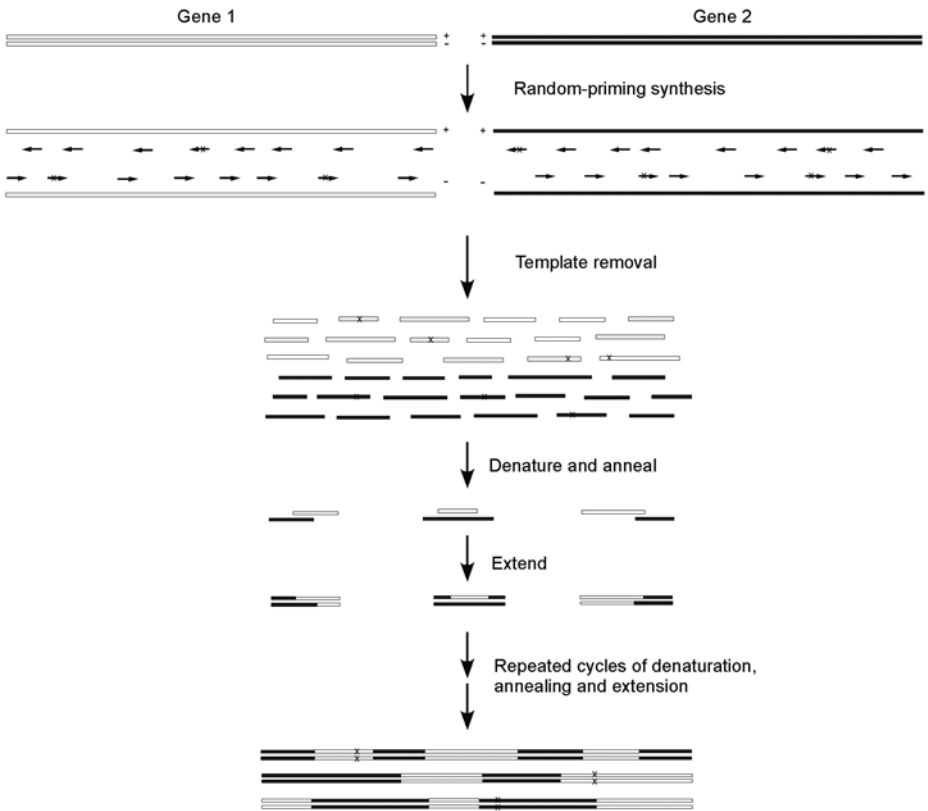 Gene 1 Gene 2
+ +
- -
Random-priming synthesis
+ +
x x x
x x x x
- -
Template removal
x
x
x x
x x
x
Denature and anneal
Extend
Repeated cycles of denaturation,
annealing and extension
x
x
x
x
x
x